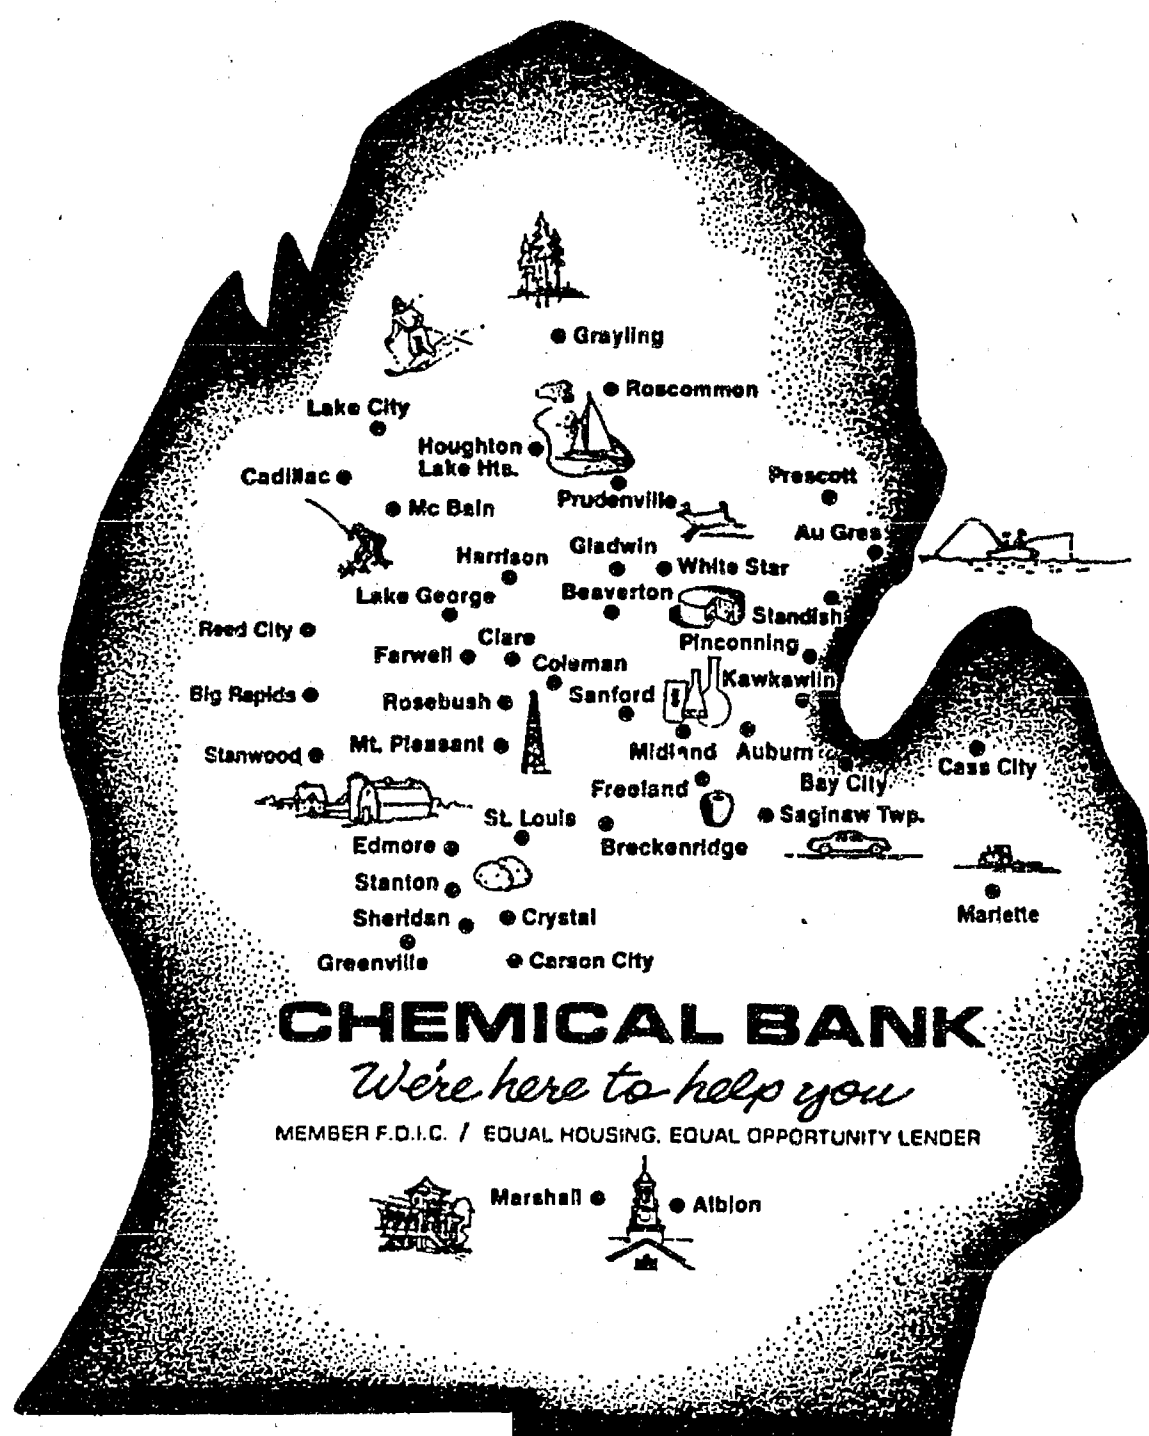 Grayling
Roscommon
Lake City
Houghton
Lake Hts.
Cadillac
Prescott
Prudenville
Mc Bain
Au Gres
Gladwin
Harrison
White Star
Beaverton
Lake George
Standish
Reed City
Clare
Pinconning
Farwell
Coleman
Kawkawlin
Big Rapids
Sanford
Rosebush
Mt. Pleasant
Midland
Auburn
Stanwood
Cass City
Bay City
Freeland
St. Louis
Saginaw Twp.
Edmore
Breckenridge
Stanton
Sheridan
Crystal
Marlette
Greenville
Carson City
CHEMICAL BANK
We're here to help you
MEMBER F.D.I.C. / EQUAL HOUSING, EQUAL OPPORTUNITY LENDER
Marshall
Albion